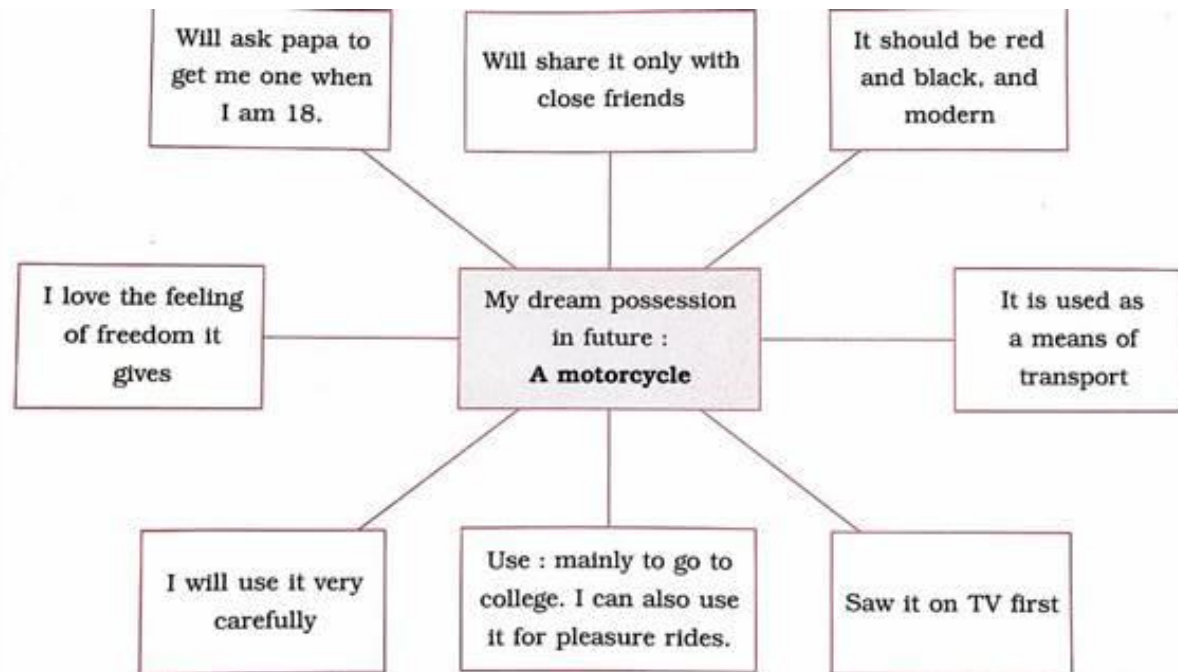 Will ask papa to
get me one when
I am 18.
Will share it only with
close friends
It should be red
and black, and
modern
I love the feeling
of freedom it
gives
My dream possession
in future :
A motorcycle
It is used as
a means of
transport
I will use it very
carefully
Use : mainly to go to
college. I can also use
it for pleasure rides.
Saw it on TV first